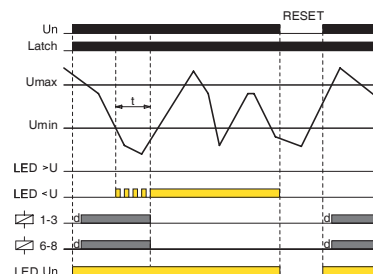 RESET
Un
Latch
Umax
t
Umin
LED >U
LED <U
d 1-3 d
d 6-8 d
LED Un